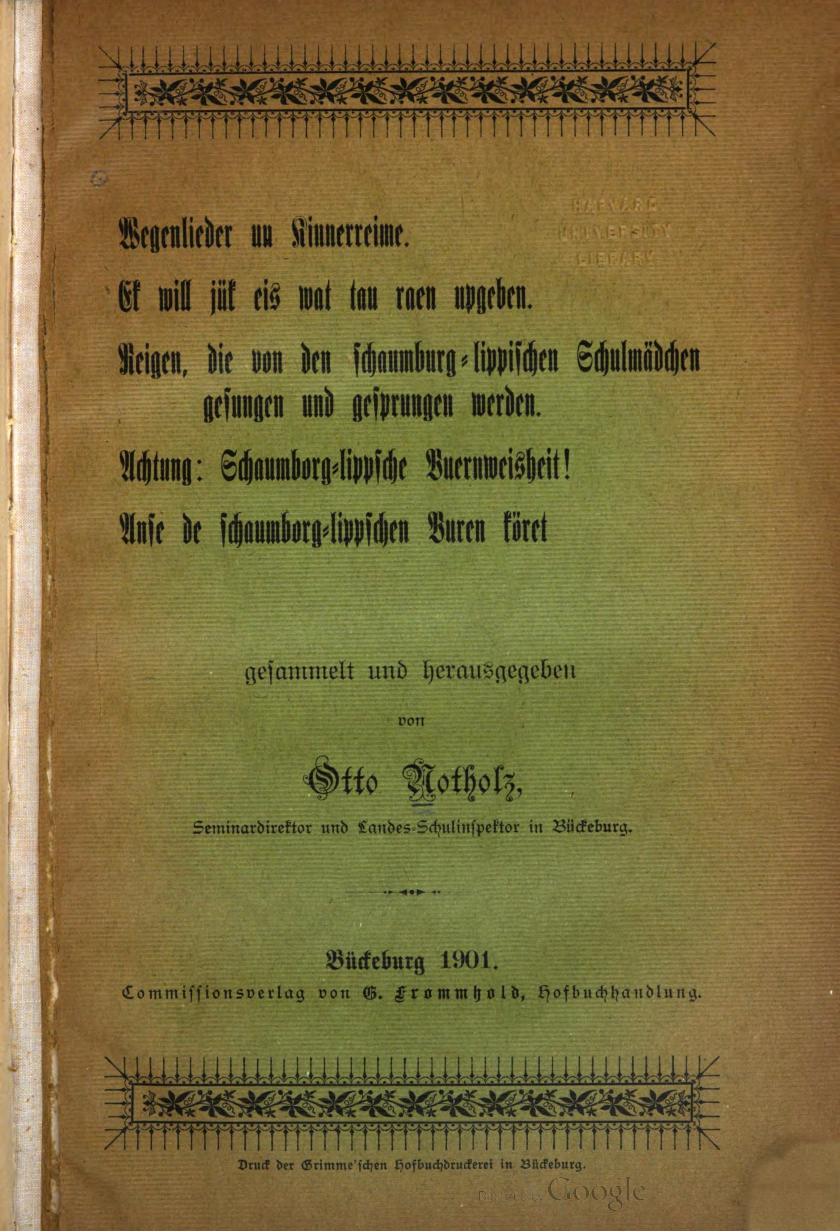 HARVARD
UNIVERSITY
LIBRARY
Wegenlieder un Kinnerreime.
Ek will jük eis wat tau raen upgeben.
Reigen, die von den schaumburg-lippischen Schulmädchen
gesungen und gesprungen werden.
Achtung: Schaumborg-lippsche Buernweisheit!
Anse de schaumborg-lippschen Buren köret
gesammelt und herausgegeben
von
Otto Notholz,
Seminardirektor und Landes-Schulinspektor in Bückeburg.
Bückeburg 1901.
Commissionsverlag von G. Frommhold, Hofbuchhandlung.
Druck der Grimme'schen Hofbuchdruckerei in Bückeburg.
Digitized by Google